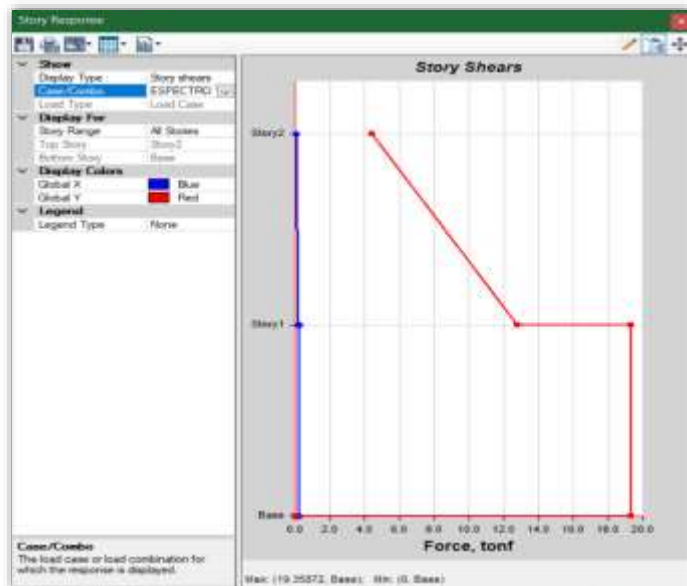 Story Response
Show
Display Type Story shears
Case/Combo ESPECTRO
Load Type Load Case
Display For
Story Range All Stories
Top Story Story2
Bottom Story Base
Display Colors
Global X Blue
Global Y Red
Legend
Legend Type None
Case/Combo
The load case or load combination for
which the response is displayed.
Story Shears
Story2
Story1
Base
0.0 2.0 4.0 6.0 8.0 10.0 12.0 14.0 16.0 18.0 20.0
Force, tonf
Max: (19.35872, Base); Min: (0, Base)